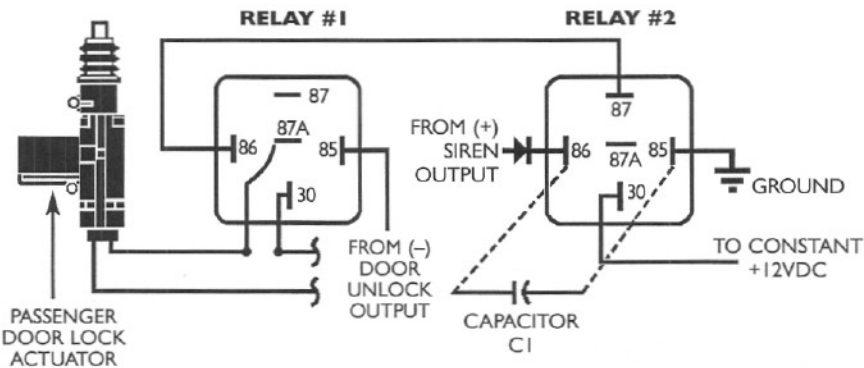 RELAY #1
RELAY #2
87
87A
86
85
30
FROM (–)
DOOR
UNLOCK
OUTPUT
PASSENGER
DOOR LOCK
ACTUATOR
FROM (+)
SIREN
OUTPUT
87
86
87A
85
30
GROUND
TO CONSTANT
+12VDC
CAPACITOR
C1